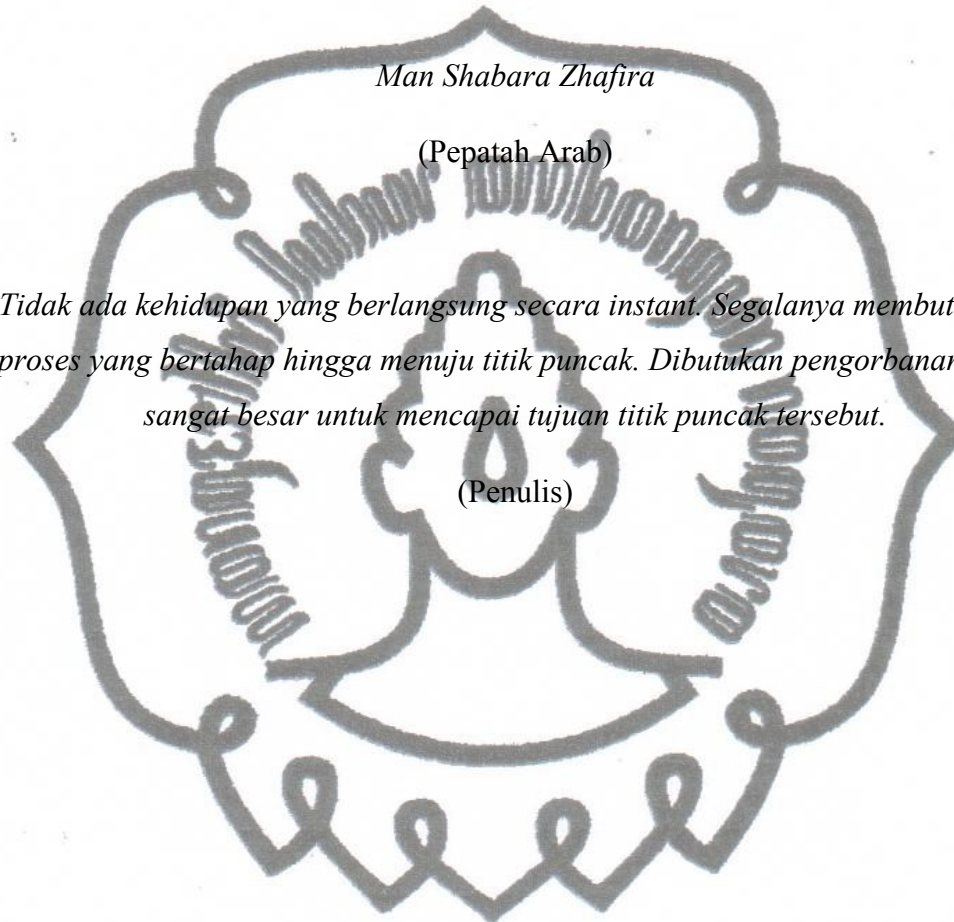 Man Shabara Zhafira
(Pepatah Arab)
Tidak ada kehidupan yang berlangsung secara instant. Segalanya membut
proses yang bertahap hingga menuju titik puncak. Dibutukan pengorbanan
sangat besar untuk mencapai tujuan titik puncak tersebut.
(Penulis)